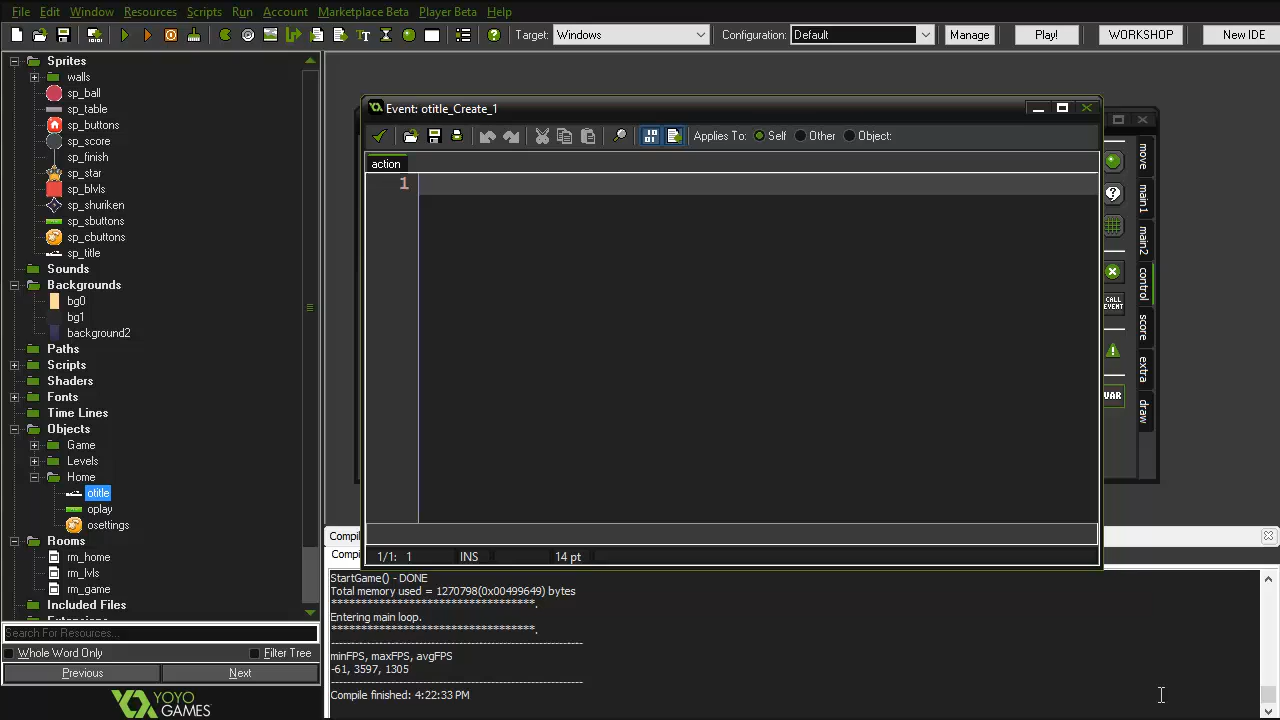 File Edit Window Resources Scripts Run Account Marketplace Beta Player Beta Help
Target: Windows Configuration: Default Manage Play! WORKSHOP New IDE
Sprites
walls
sp_ball
sp_table
sp_buttons
sp_score
sp_finish
sp_star
sp_blvls
sp_shuriken
sp_sbuttons
sp_cbuttons
sp_title
Sounds
Backgrounds
bg0
bg1
background2
Paths
Scripts
Shaders
Fonts
Time Lines
Objects
Game
Levels
Home
otitle
oplay
osettings
Rooms
rm_home
rm_lvls
rm_game
Included Files
Search For Resources...
Whole Word Only Filter Tree
Previous Next
YOYO
GAMES
Event: otitle_Create_1
Applies To: Self Other Object:
action
1
1/1: 1 INS 14 pt
move
main1
main2
control
score
extra
draw
CALL
EVENT
VAR
Compil
Compil
StartGame() - DONE
Total memory used = 1270798(0x00499649) bytes
**********************************.
Entering main loop.
**********************************.
minFPS, maxFPS, avgFPS
-61, 3597, 1305
Compile finished: 4:22:33 PM